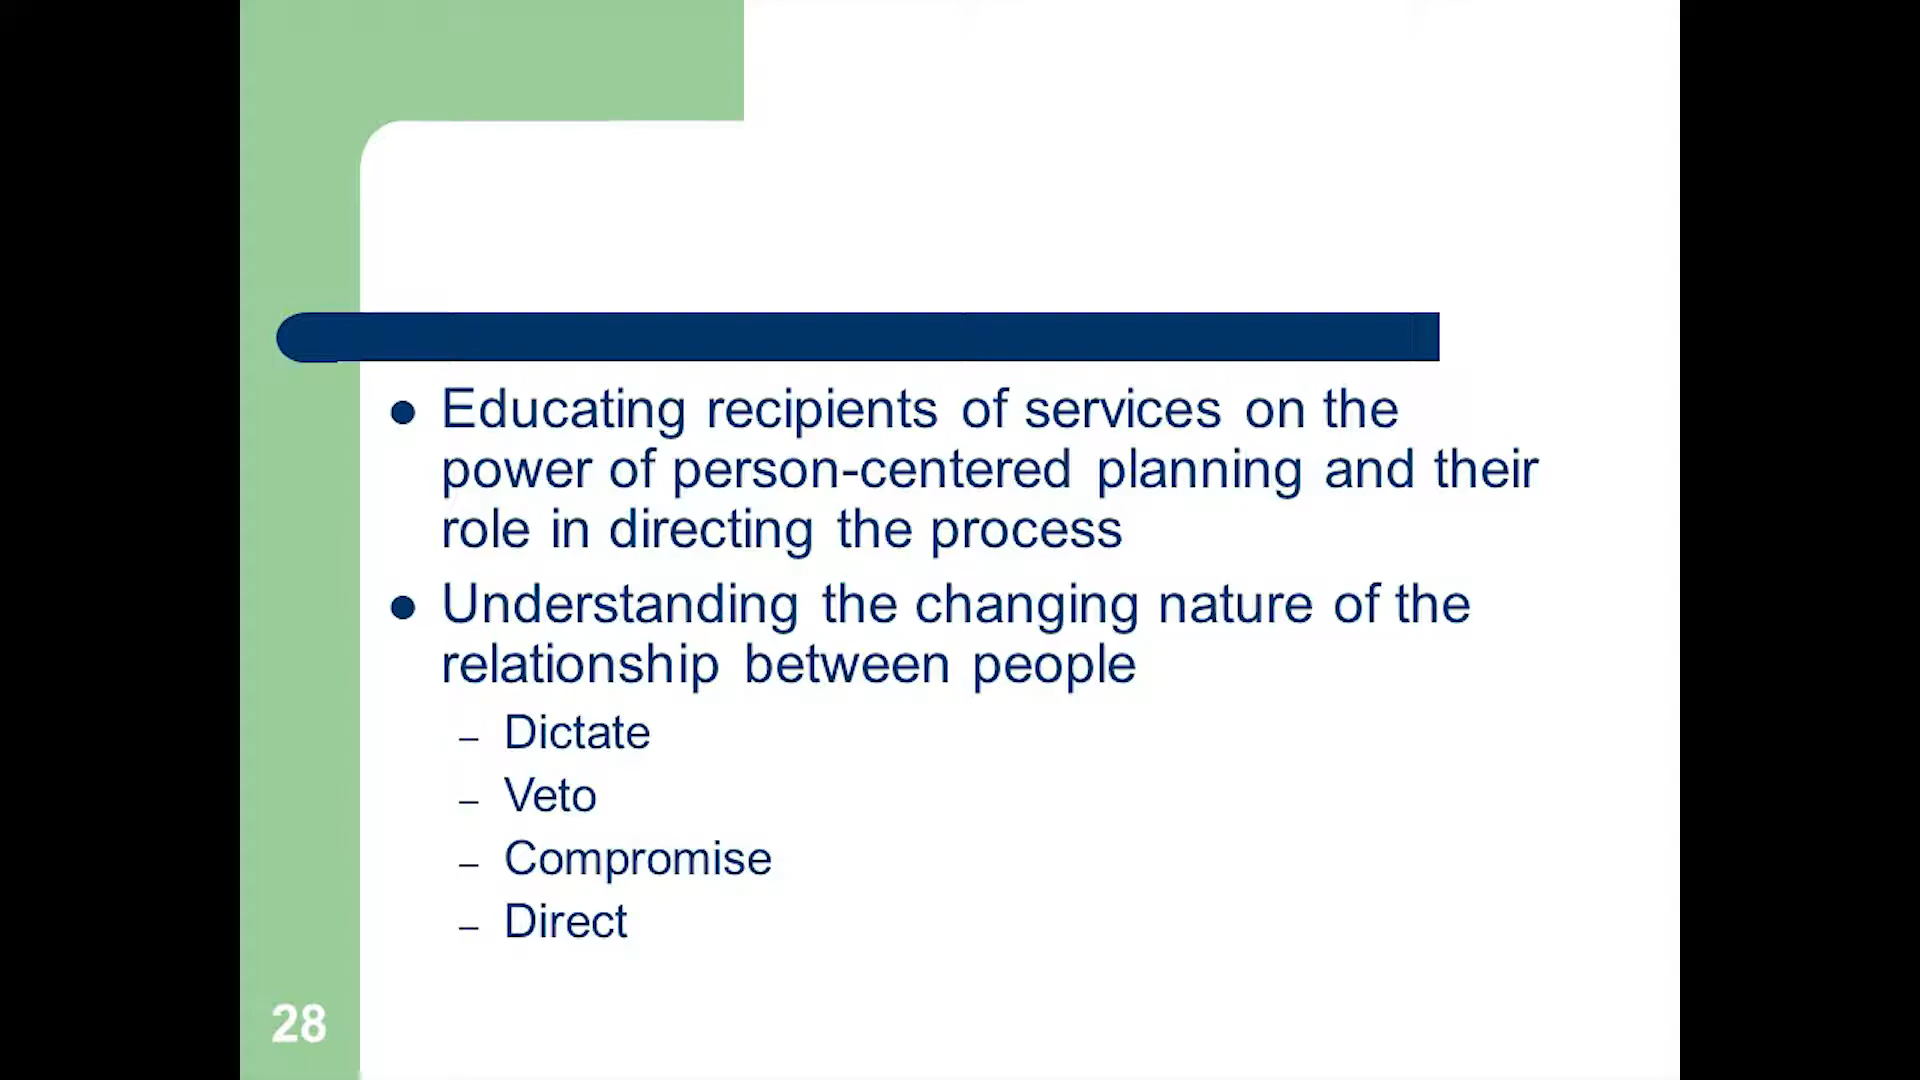 ● Educating recipients of services on the
power of person-centered planning and their
role in directing the process
● Understanding the changing nature of the
relationship between people
– Dictate
– Veto
– Compromise
– Direct
28